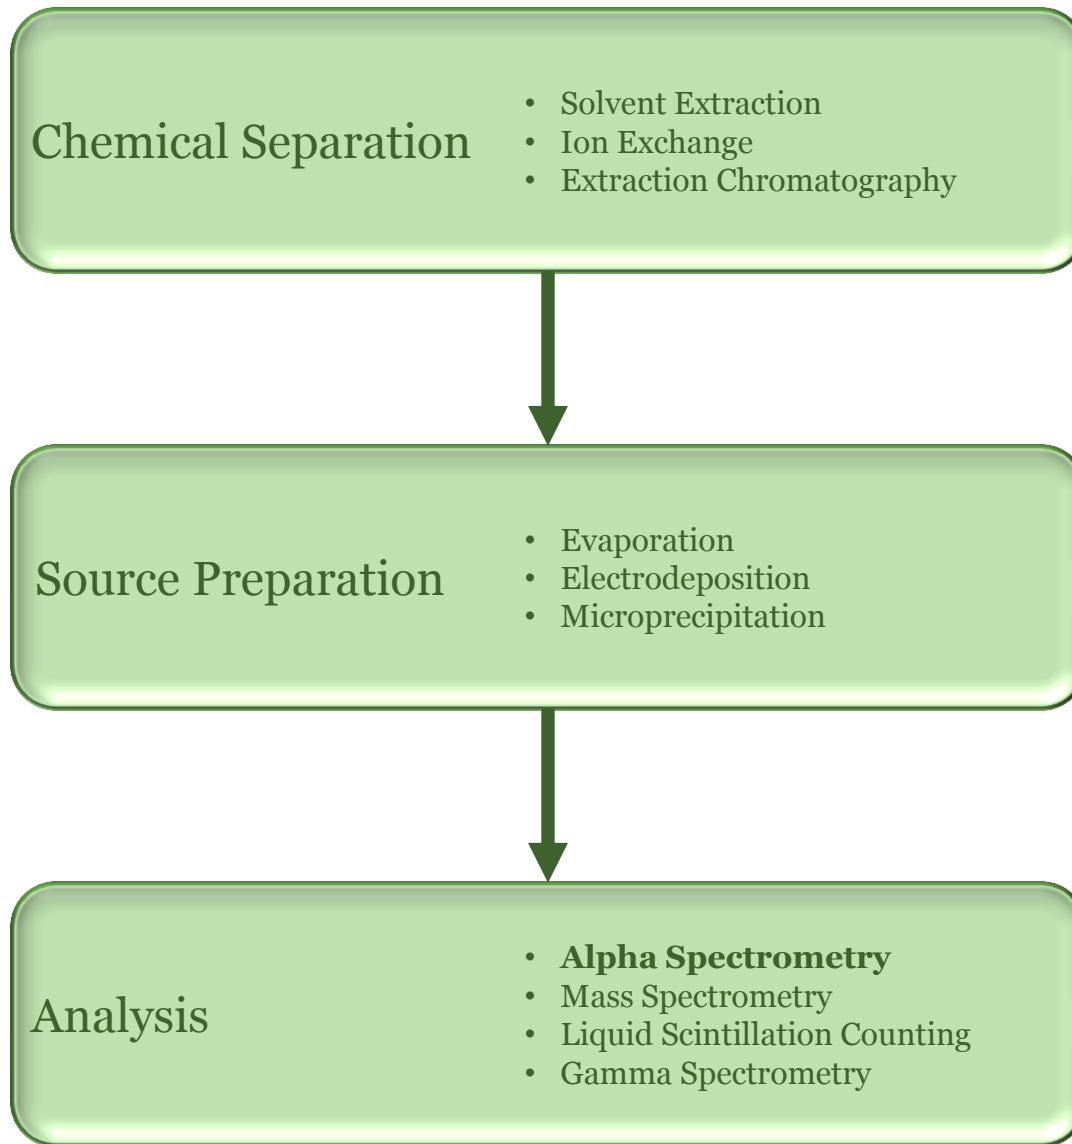 Chemical Separation
• Solvent Extraction
• Ion Exchange
• Extraction Chromatography
Source Preparation
• Evaporation
• Electrodeposition
• Microprecipitation
Analysis
• Alpha Spectrometry
• Mass Spectrometry
• Liquid Scintillation Counting
• Gamma Spectrometry